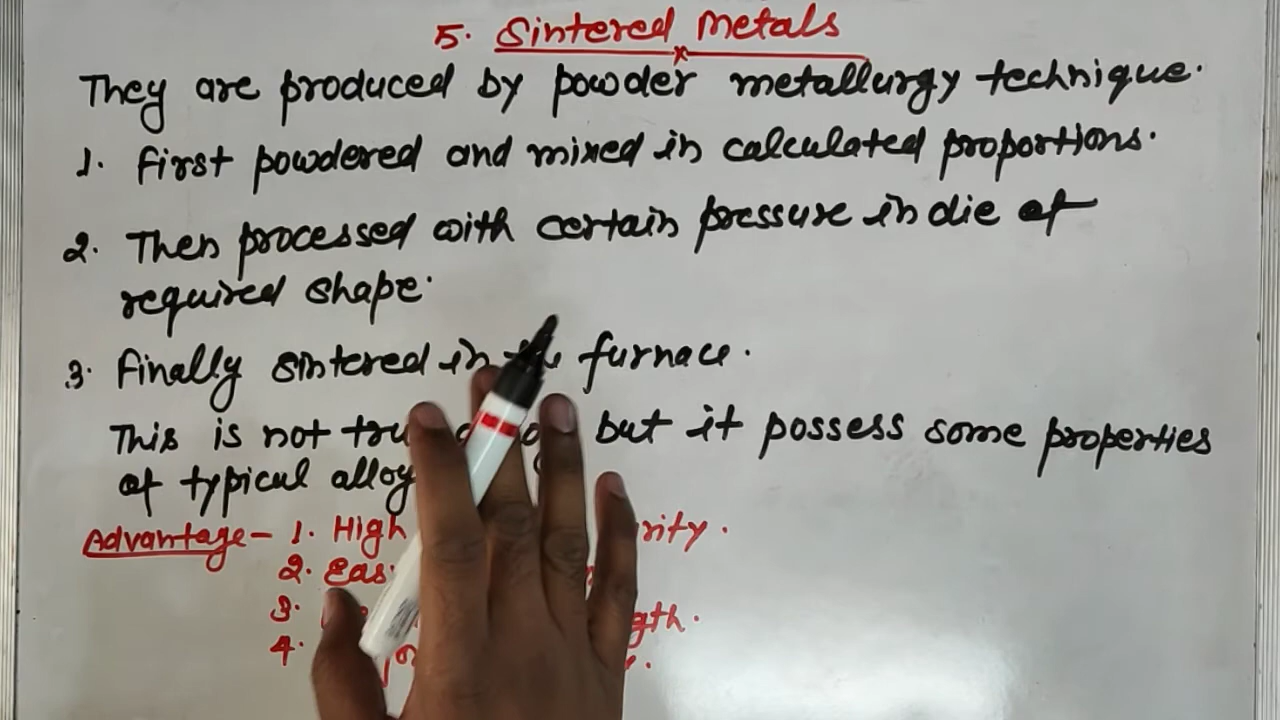 5. Sintered Metals
They are produced by powder metallurgy technique.
1. First powdered and mixed in calculated proportions.
2. Then processed with certain pressure in die of
required shape.
3. Finally sintered in furnace.
This is not but it possess some properties
of typical alloy
Advantage - 1. High
2.
3.
4.